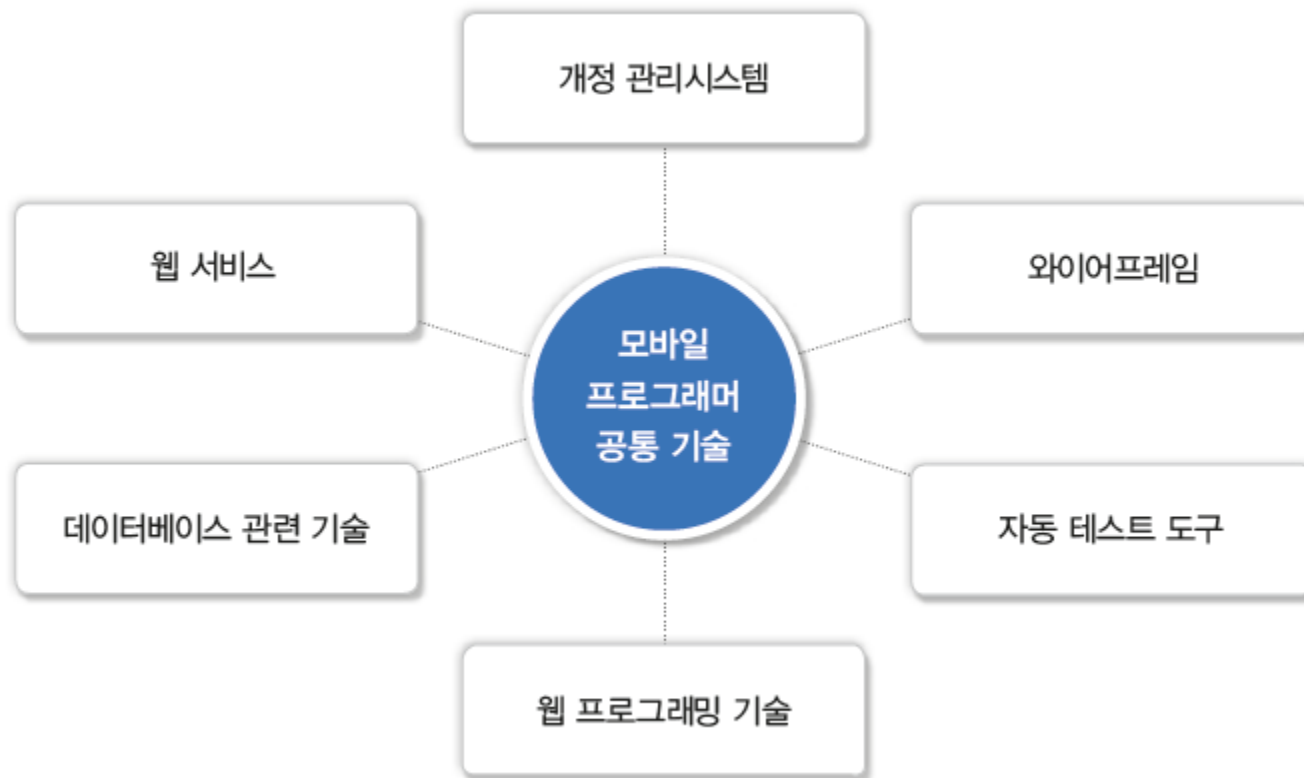 개정 관리시스템
웹 서비스
와이어프레임
모바일
프로그래머
공통 기술
데이터베이스 관련 기술
자동 테스트 도구
웹 프로그래밍 기술